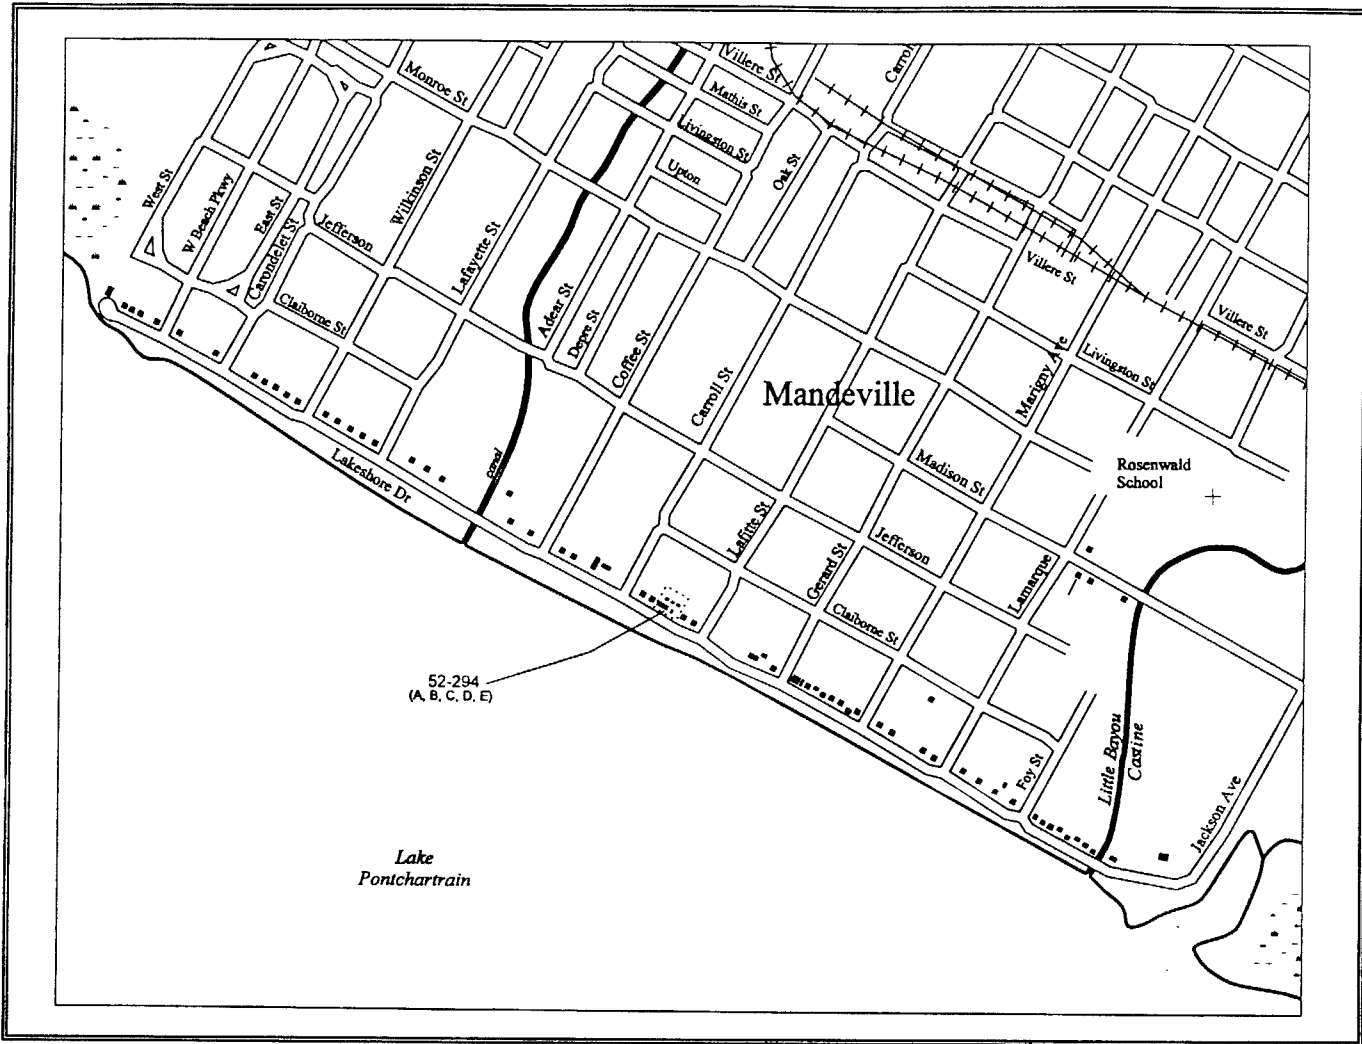 Villere St
Carroll
Monroe St
Mathis St
Livingston St
Upton
Oak St
West St
W Beach Pkwy
East St
Carondelet St
Jefferson
Wilkinson St
Lafayette St
Claiborne St
Adear St
Depre St
Coffee St
Carroll St
Villere St
Villere St
Livingston St
Marigny Ave
Mandeville
Madison St
Rosenwald
School
Lakeshore Dr
canal
Lafitte St
Gerard St
Jefferson
Lamarque
Claiborne St
52-294
(A, B, C, D, E)
Foy St
Little Bayou
Castine
Jackson Ave
Lake
Pontchartrain